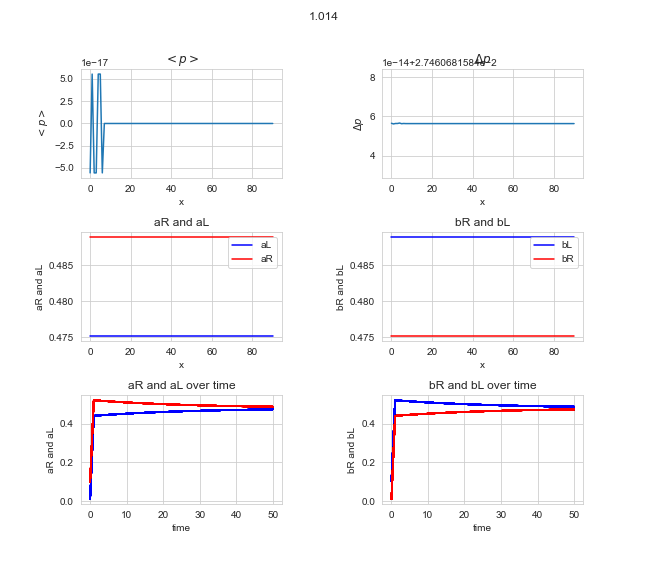 1.014
<p>
1e−17
5.0
2.5
0.0
−2.5
−5.0
<p>
0 20 40 60 80
x
Δp
1e−14+2.7460681584e−2
8
6
4
Δp
0 20 40 60 80
x
aR and aL
0.485
0.480
0.475
aR and aL
aL
aR
0 20 40 60 80
x
bR and bL
0.485
0.480
0.475
bR and bL
bL
bR
0 20 40 60 80
x
aR and aL over time
0.4
0.2
0.0
aR and aL
0 10 20 30 40 50
time
bR and bL over time
0.4
0.2
0.0
bR and bL
0 10 20 30 40 50
time